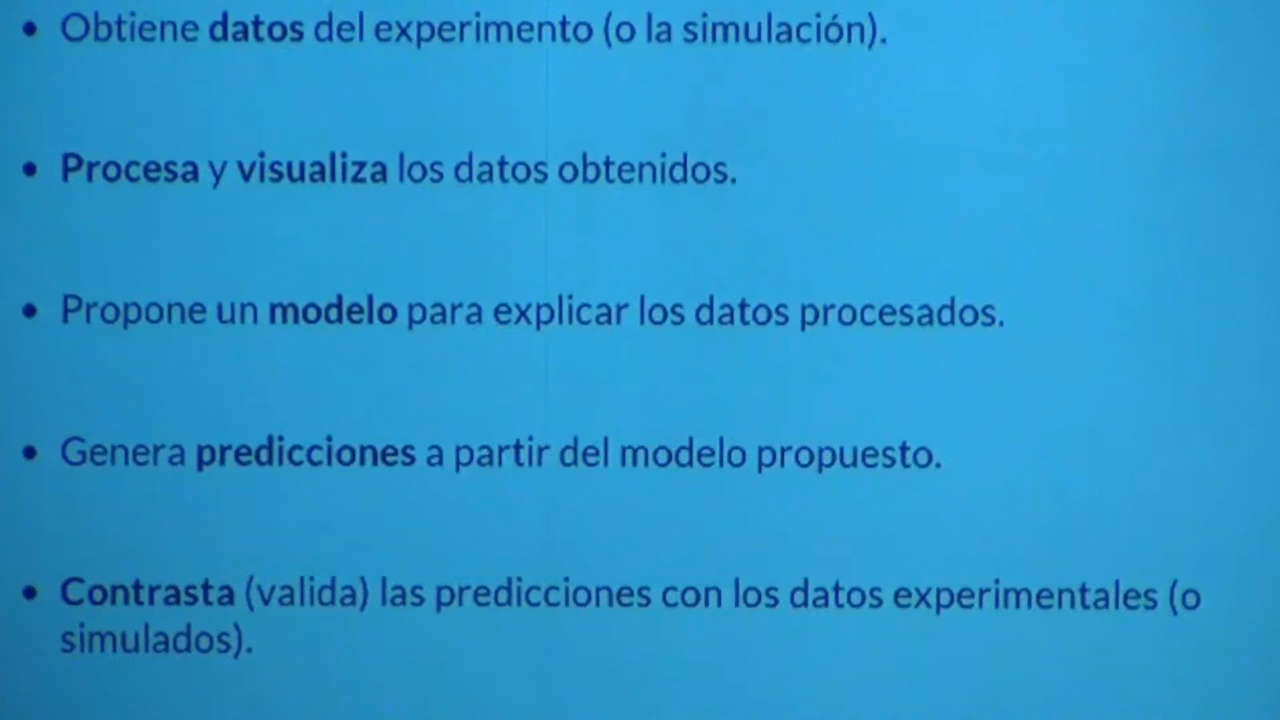 • Obtiene datos del experimento (o la simulación).
• Procesa y visualiza los datos obtenidos.
• Propone un modelo para explicar los datos procesados.
• Genera predicciones a partir del modelo propuesto.
• Contrasta (valida) las predicciones con los datos experimentales (o
simulados).